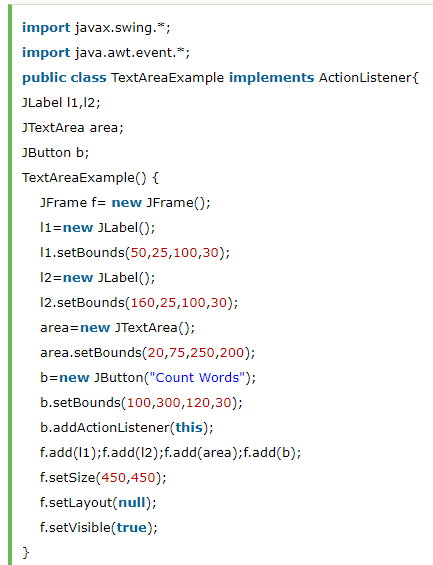 import javax.swing.*;
import java.awt.event.*;
public class TextAreaExample implements ActionListener{
JLabel l1,l2;
JTextArea area;
JButton b;
TextAreaExample() {
    JFrame f= new JFrame();
    l1=new JLabel();
    l1.setBounds(50,25,100,30);
    l2=new JLabel();
    l2.setBounds(160,25,100,30);
    area=new JTextArea();
    area.setBounds(20,75,250,200);
    b=new JButton("Count Words");
    b.setBounds(100,300,120,30);
    b.addActionListener(this);
    f.add(l1);f.add(l2);f.add(area);f.add(b);
    f.setSize(450,450);
    f.setLayout(null);
    f.setVisible(true);
}